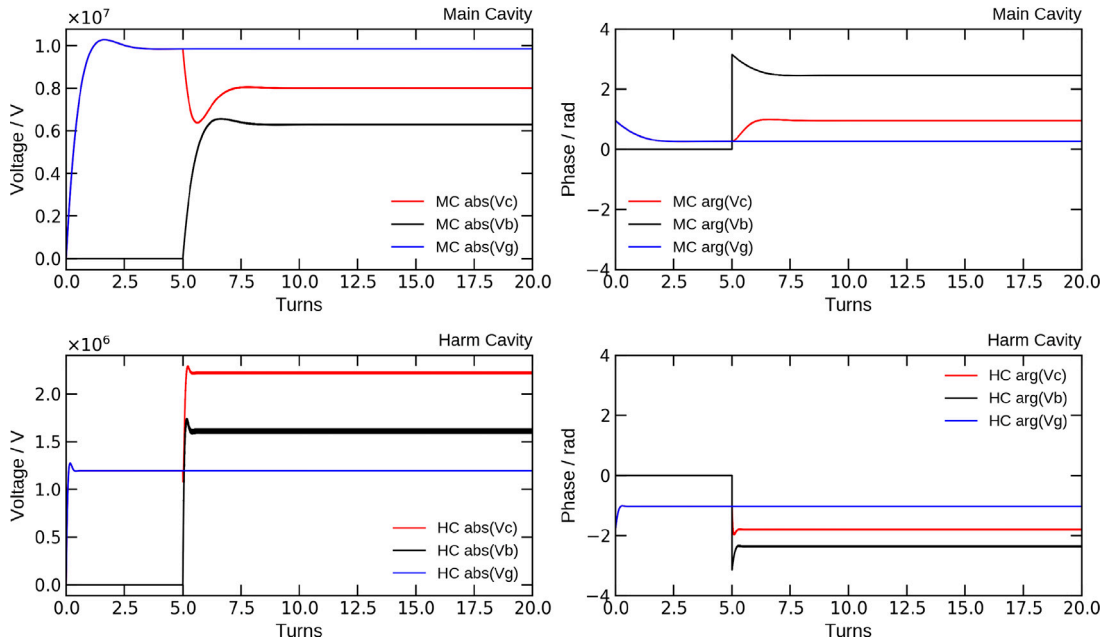 ×10⁷
Main Cavity
1.0
0.8
0.6
0.4
0.2
0.0
Voltage / V
MC abs(Vc)
MC abs(Vb)
MC abs(Vg)
0.0 2.5 5.0 7.5 10.0 12.5 15.0 17.5 20.0
Turns
Main Cavity
4
2
0
−2
−4
Phase / rad
MC arg(Vc)
MC arg(Vb)
MC arg(Vg)
0.0 2.5 5.0 7.5 10.0 12.5 15.0 17.5 20.0
Turns
×10⁶
Harm Cavity
2.0
1.5
1.0
0.5
0.0
Voltage / V
HC abs(Vc)
HC abs(Vb)
HC abs(Vg)
0.0 2.5 5.0 7.5 10.0 12.5 15.0 17.5 20.0
Turns
Harm Cavity
4
2
0
−2
−4
Phase / rad
HC arg(Vc)
HC arg(Vb)
HC arg(Vg)
0.0 2.5 5.0 7.5 10.0 12.5 15.0 17.5 20.0
Turns